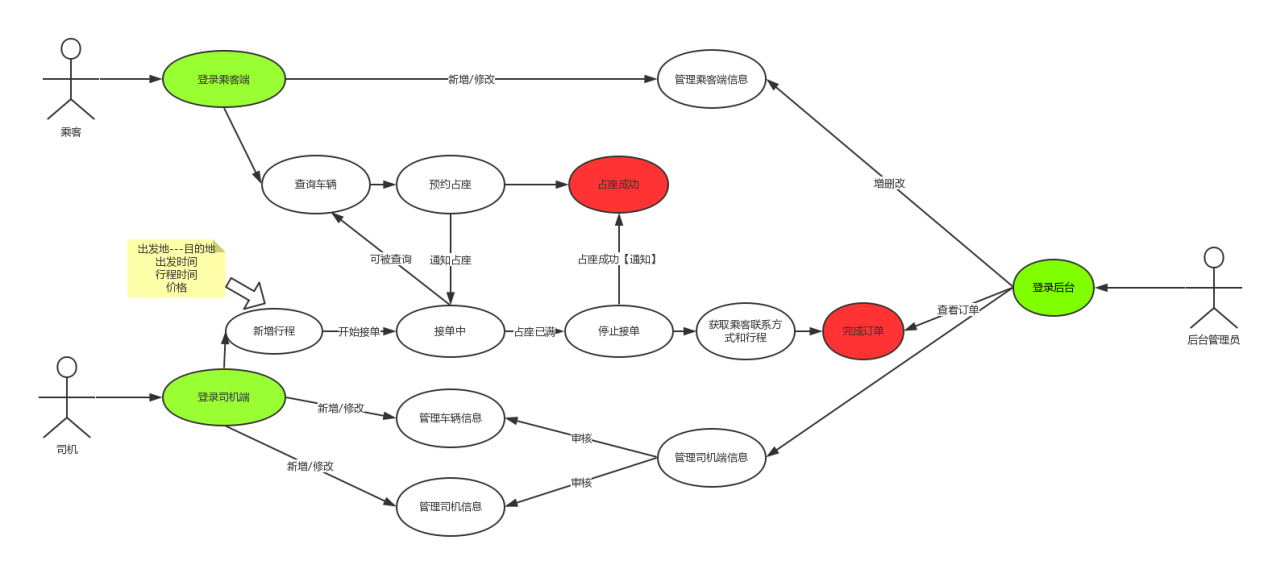 登录乘客端
新增/修改
管理乘客端信息
乘客
查询车辆
预约占座
占座成功
增删改
出发地---目的地
出发时间
行程时间
价格
可被查询
通知占座
占座成功【通知】
登录后台
查看订单
新增行程
开始接单
接单中
占座已满
停止接单
获取乘客联系方
式和行程
完成订单
后台管理员
登录司机端
新增/修改
管理车辆信息
审核
司机
管理司机端信息
新增/修改
审核
管理司机信息